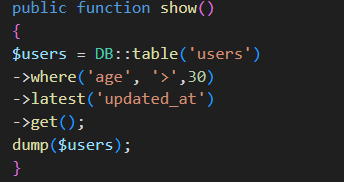 public function show()
{
$users = DB::table('users')
->where('age', '>',30)
->latest('updated_at')
->get();
dump($users);
}